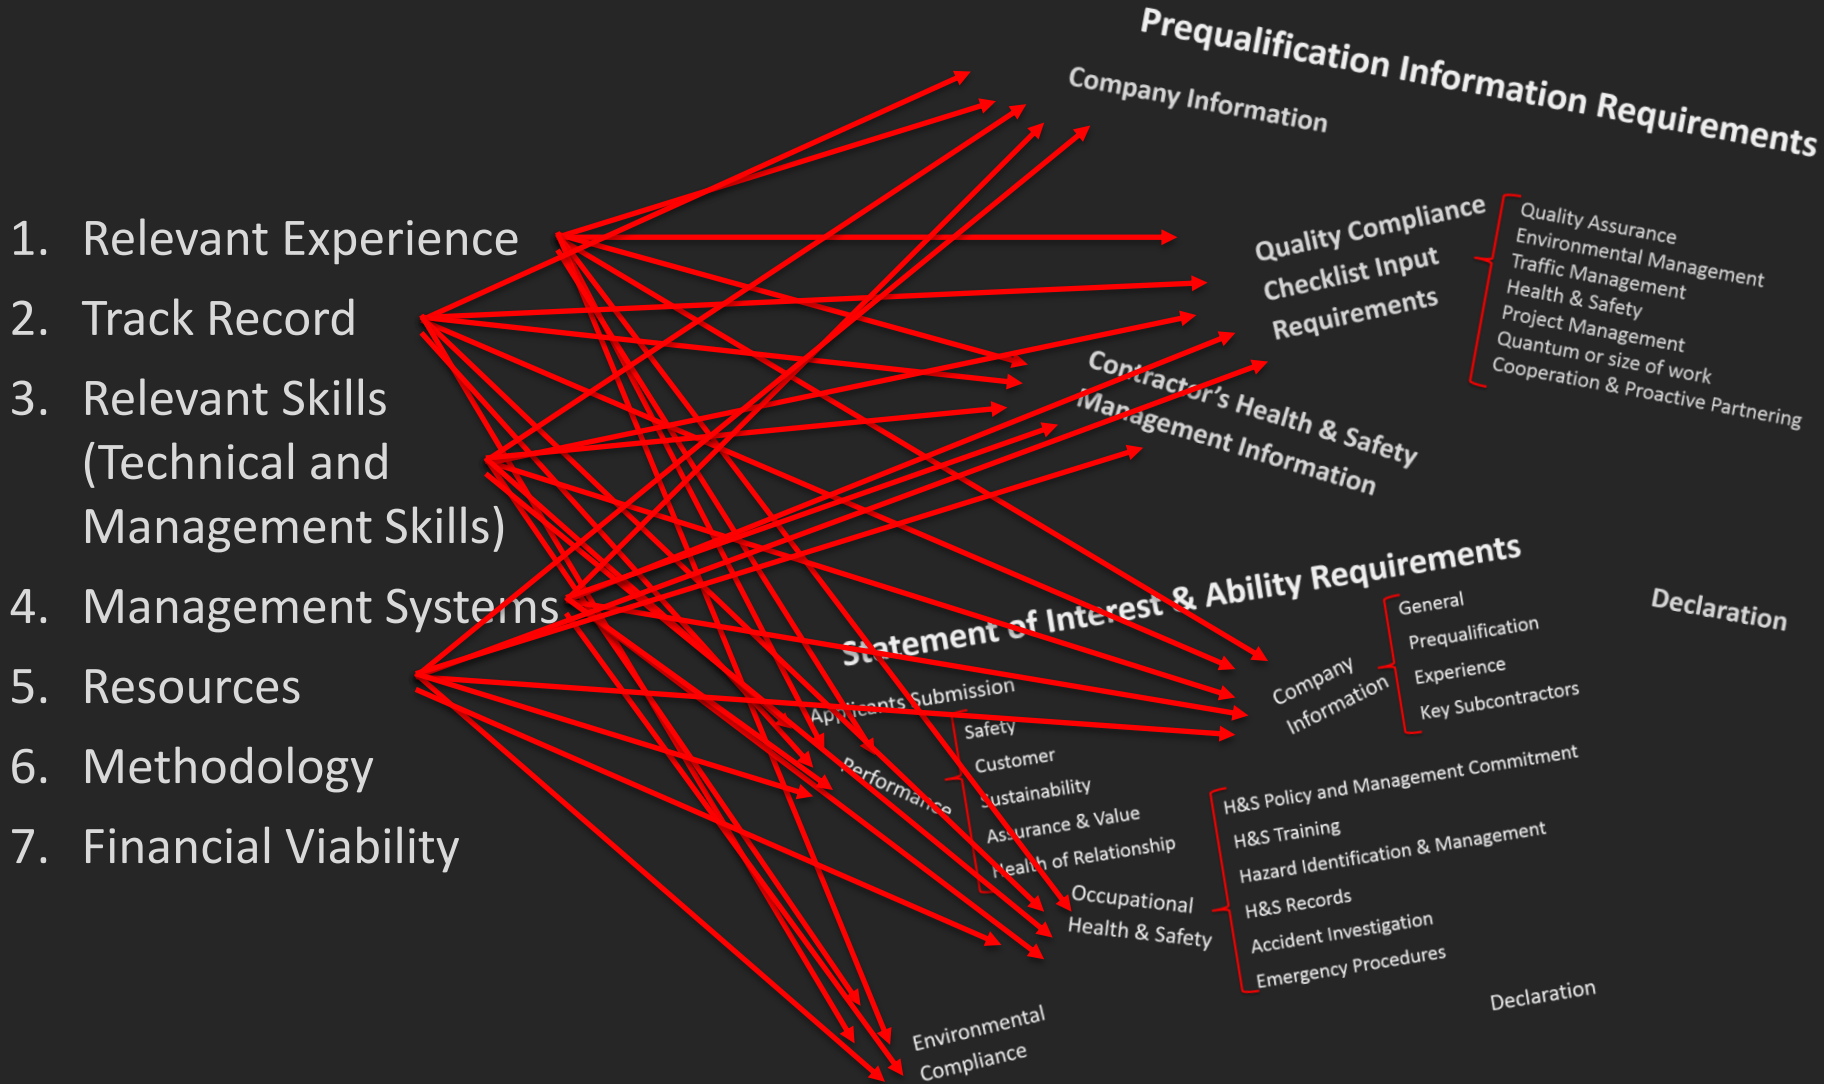 1. Relevant Experience
2. Track Record
3. Relevant Skills
(Technical and
Management Skills)
4. Management Systems
5. Resources
6. Methodology
7. Financial Viability
Prequalification Information Requirements
Company Information
Quality Compliance
Checklist Input
Requirements
Quality Assurance
Environmental Management
Traffic Management
Health & Safety
Project Management
Quantum or size of work
Cooperation & Proactive Partnering
Contractor's Health & Safety
Management Information
Declaration
Statement of Interest & Ability Requirements
Company
Information
General
Prequalification
Experience
Key Subcontractors
Applicants Submission
Performance
Safety
Customer
Sustainability
Assurance & Value
Health of Relationship
Occupational
Health & Safety
H&S Policy and Management Commitment
H&S Training
Hazard Identification & Management
H&S Records
Accident Investigation
Emergency Procedures
Environmental
Compliance
Declaration